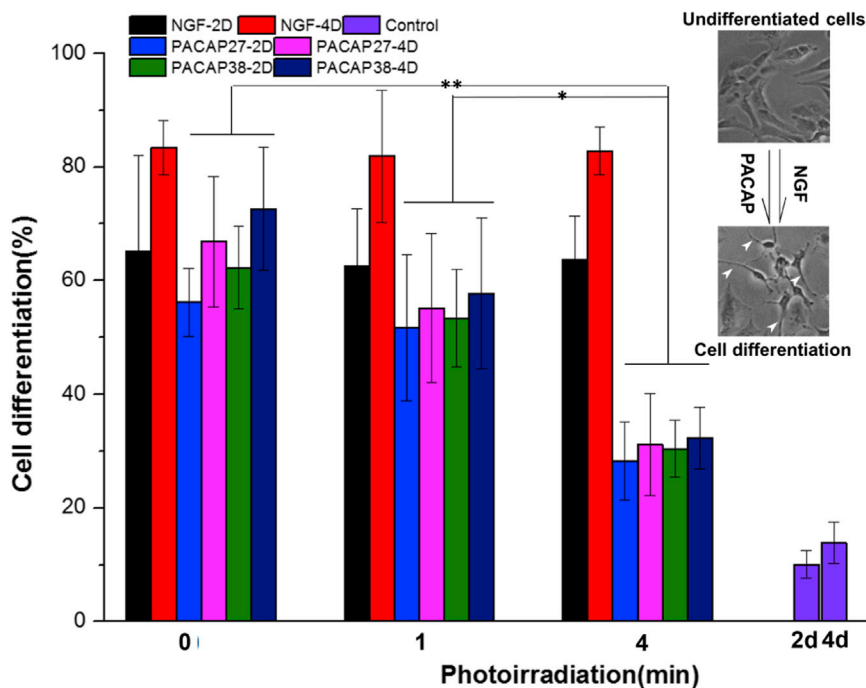 NGF-2D NGF-4D Control
PACAP27-2D PACAP27-4D
PACAP38-2D PACAP38-4D
Undifferentiated cells
PACAP NGF
Cell differentiation
** 
*
Cell differentiation(%)
100
80
60
40
20
0
0 1 4 2d 4d
Photoirradiation(min)